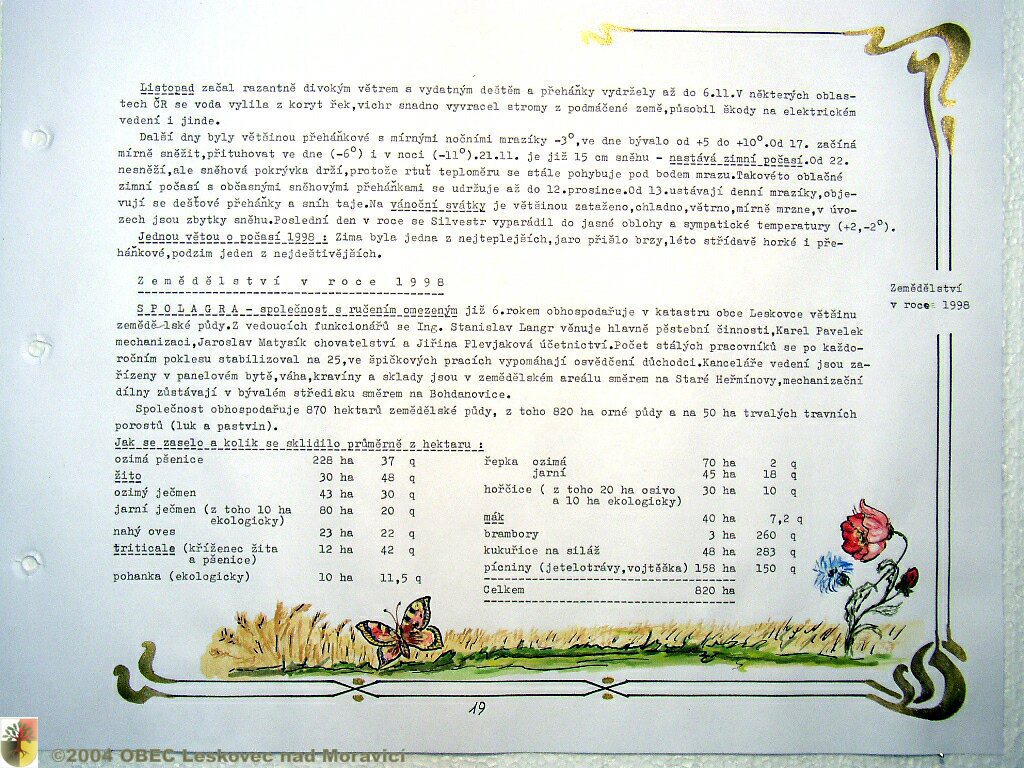 Listopad začal razantně divokým větrem s vydatným deštěm a přeháňky vydržely až do 6.11.V některých oblas-
tech ČR se voda vylila z koryt řek,vichr snadno vyvracel stromy z podmáčené země,působil škody na elektrickém
vedení i jinde.
Další dny byly většinou přeháňkové s mírnými nočními mrazíky -3°,ve dne bývalo od +5 do +10°.Od 17. začíná
mírně sněžit,přituhovat ve dne (-6°) i v noci (-11°).21.11. je již 15 cm sněhu - nastává zimní počasí.Od 22.
nesněží,ale sněhová pokrývka drží,protože rtuť teploměru se stále pohybuje pod bodem mrazu.Takovéto oblačné
zimní počasí s občasnými sněhovými přeháňkami se udržuje až do 12.prosince.Od 13.ustávají denní mrazíky,obje-
vují se dešťové přeháňky a sníh taje.Na vánoční svátky je většinou zataženo,chladno,větrno,mírně mrzne,v úvo-
zech jsou zbytky sněhu.Poslední den v roce se Silvestr vyparádil do jasné oblohy a sympatické temperatury (+2,-2°).
Jednou větou o počasí 1998 : Zima byla jedna z nejteplejších,jaro přišlo brzy,léto střídavě horké i pře-
háňkové,podzim jeden z nejdeštivějších.
Zemědělství v roce 1998
Zemědělství
v roce 1998
SPOLAGRA - společnost s ručením omezeným již 6.rokem obhospodařuje v katastru obce Leskovce většinu
zemědělské půdy.Z vedoucích funkcionářů se Ing. Stanislav Langr věnuje hlavně pěstební činnosti,Karel Pavelek
mechanizaci,Jaroslav Matysík chovatelství a Jiřina Plevjaková účetnictví.Počet stálých pracovníků se po každo-
ročním poklesu stabilizoval na 25,ve špičkových pracích vypomáhají osvědčení důchodci.Kanceláře vedení jsou za-
řízeny v panelovém bytě,váha,kravíny a sklady jsou v zemědělském areálu směrem na Staré Heřmínovy,mechanizační
dílny zůstávají v bývalém středisku směrem na Bohdanovice.
Společnost obhospodařuje 870 hektarů zemědělské půdy, z toho 820 ha orné půdy a na 50 ha trvalých travních
porostů (luk a pastvin).
Jak se zaselo a kolik se sklidilo průměrně z hektaru :
ozimá pšenice 228 ha 37 q
žito 30 ha 48 q
ozimý ječmen 43 ha 30 q
jarní ječmen (z toho 10 ha 80 ha 20 q
ekologicky)
nahý oves 23 ha 22 q
triticale (kříženec žita 12 ha 42 q
a pšenice)
pohanka (ekologicky) 10 ha 11,5 q
řepka ozimá 70 ha 2 q
jarní 45 ha 18 q
hořčice ( z toho 20 ha osivo 30 ha 10 q
a 10 ha ekologicky)
mák 40 ha 7,2 q
brambory 3 ha 260 q
kukuřice na siláž 48 ha 283 q
pícniny (jetelotrávy,vojtěška) 158 ha 150 q
Celkem 820 ha
19
©2004 OBEC Leskovec nad Moravicí